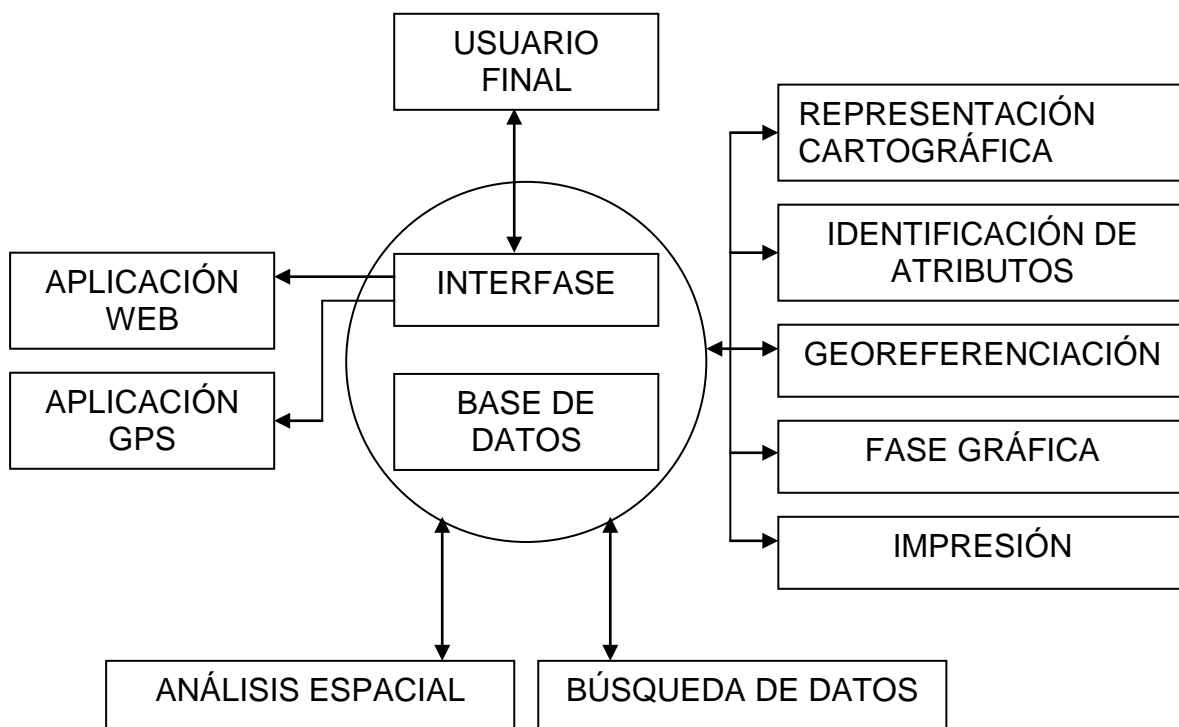 USUARIO
FINAL
REPRESENTACIÓN
CARTOGRÁFICA
IDENTIFICACIÓN DE
ATRIBUTOS
APLICACIÓN
WEB
INTERFASE
GEOREFERENCIACIÓN
APLICACIÓN
GPS
BASE DE
DATOS
FASE GRÁFICA
IMPRESIÓN
ANÁLISIS ESPACIAL
BÚSQUEDA DE DATOS